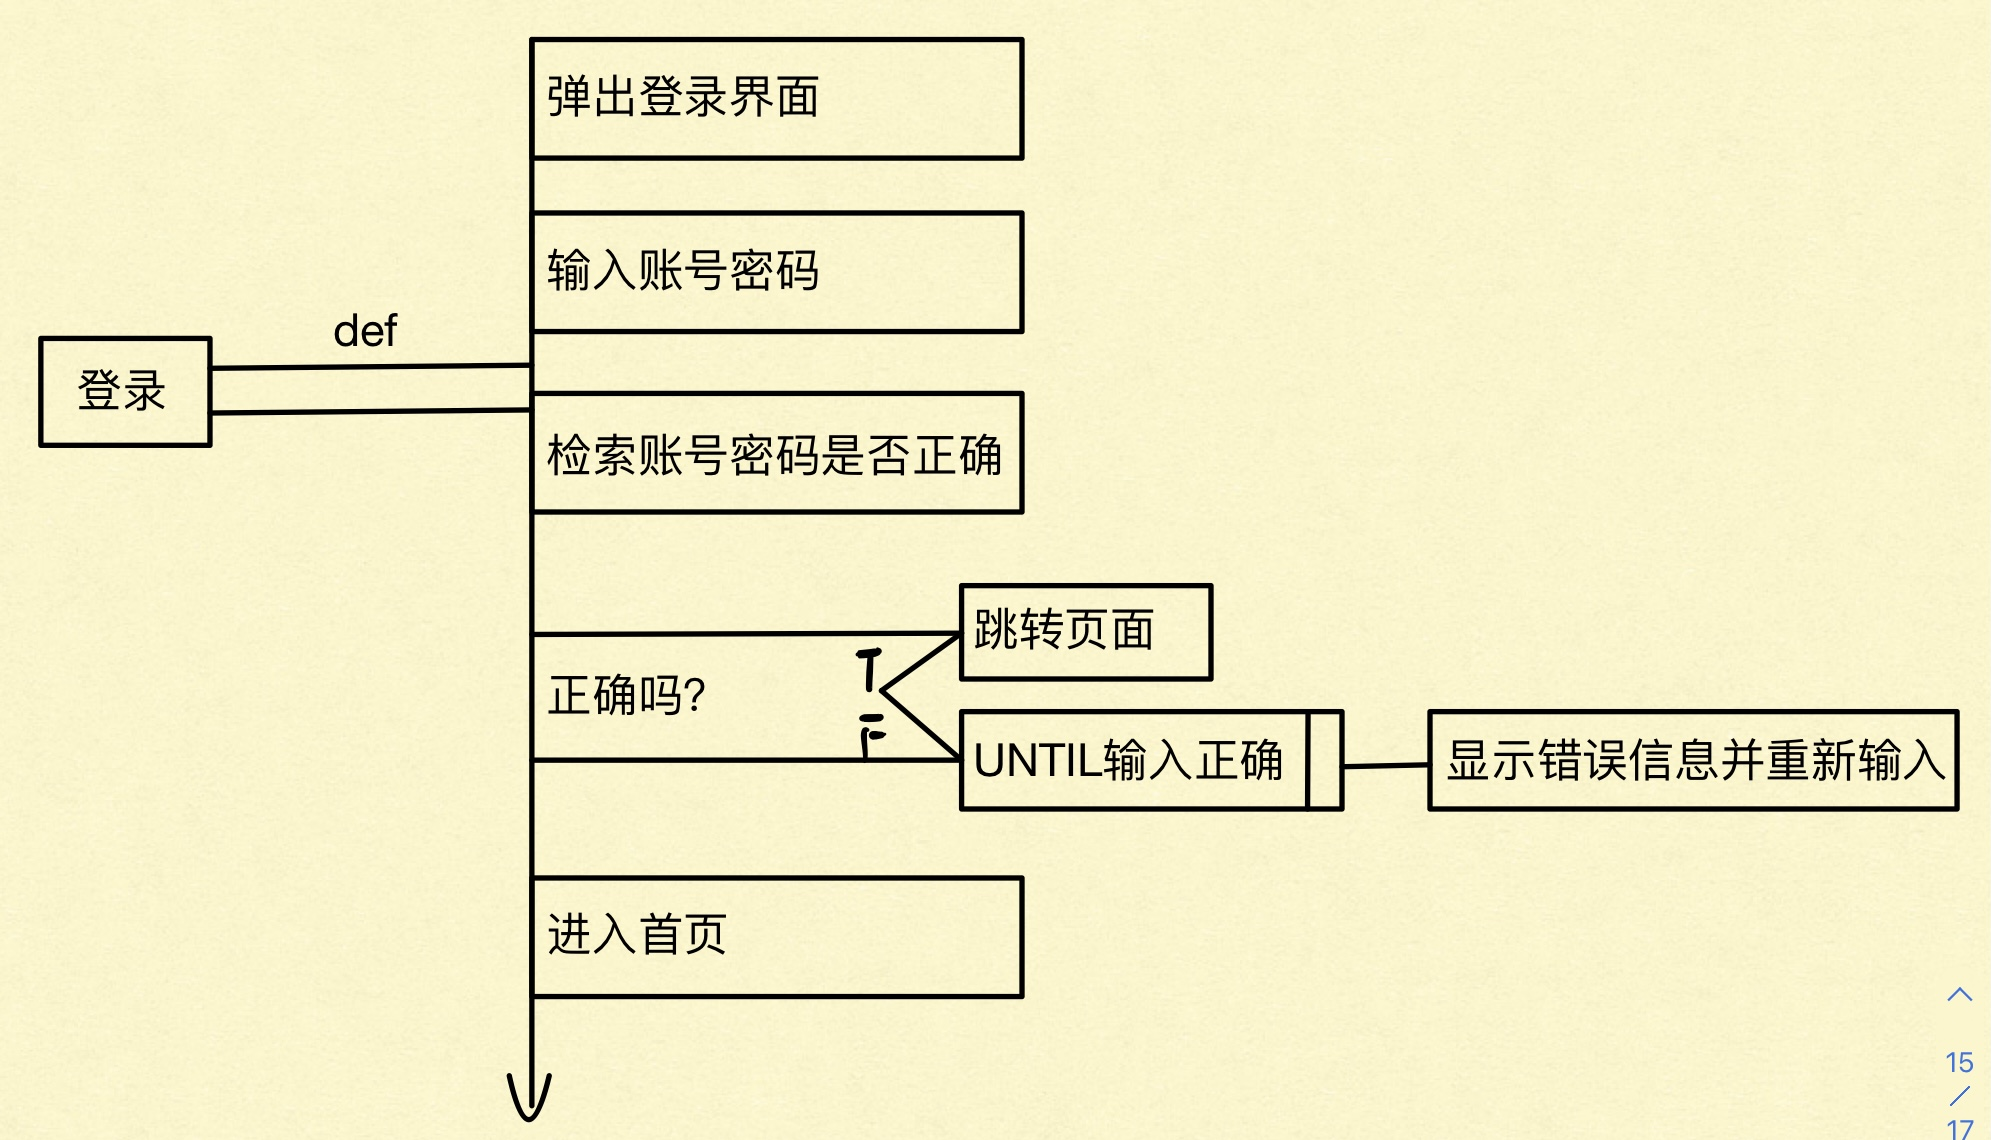 弹出登录界面
输入账号密码
def
登录
检索账号密码是否正确
跳转页面
T
正确吗?
F
UNTIL输入正确
显示错误信息并重新输入
进入首页
15
/
17